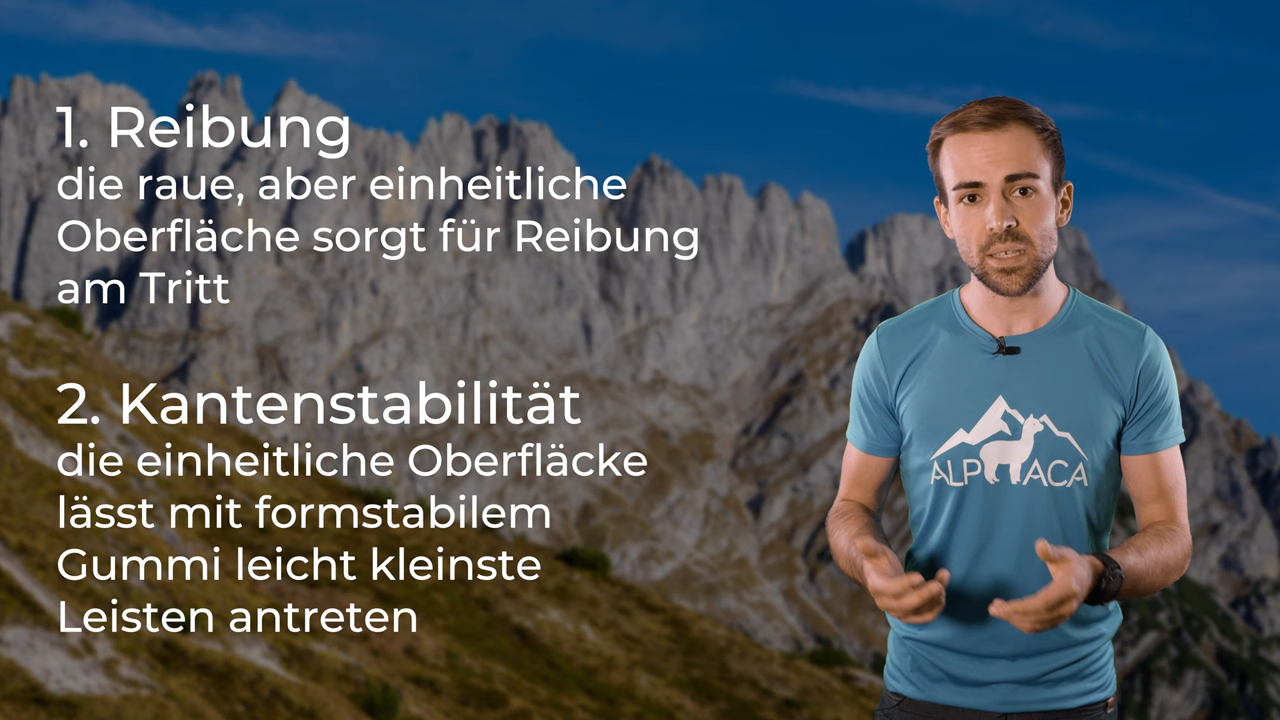 1. Reibung
die raue, aber einheitliche
Oberfläche sorgt für Reibung
am Tritt
2. Kantenstabilität
die einheitliche Oberfläcke
lässt mit formstabilem
Gummi leicht kleinste
Leisten antreten
ALPACA